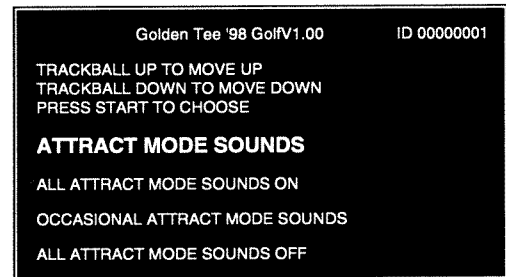 Golden Tee '98 GolfV1.00 ID 00000001
TRACKBALL UP TO MOVE UP
TRACKBALL DOWN TO MOVE DOWN
PRESS START TO CHOOSE
ATTRACT MODE SOUNDS
ALL ATTRACT MODE SOUNDS ON
OCCASIONAL ATTRACT MODE SOUNDS
ALL ATTRACT MODE SOUNDS OFF